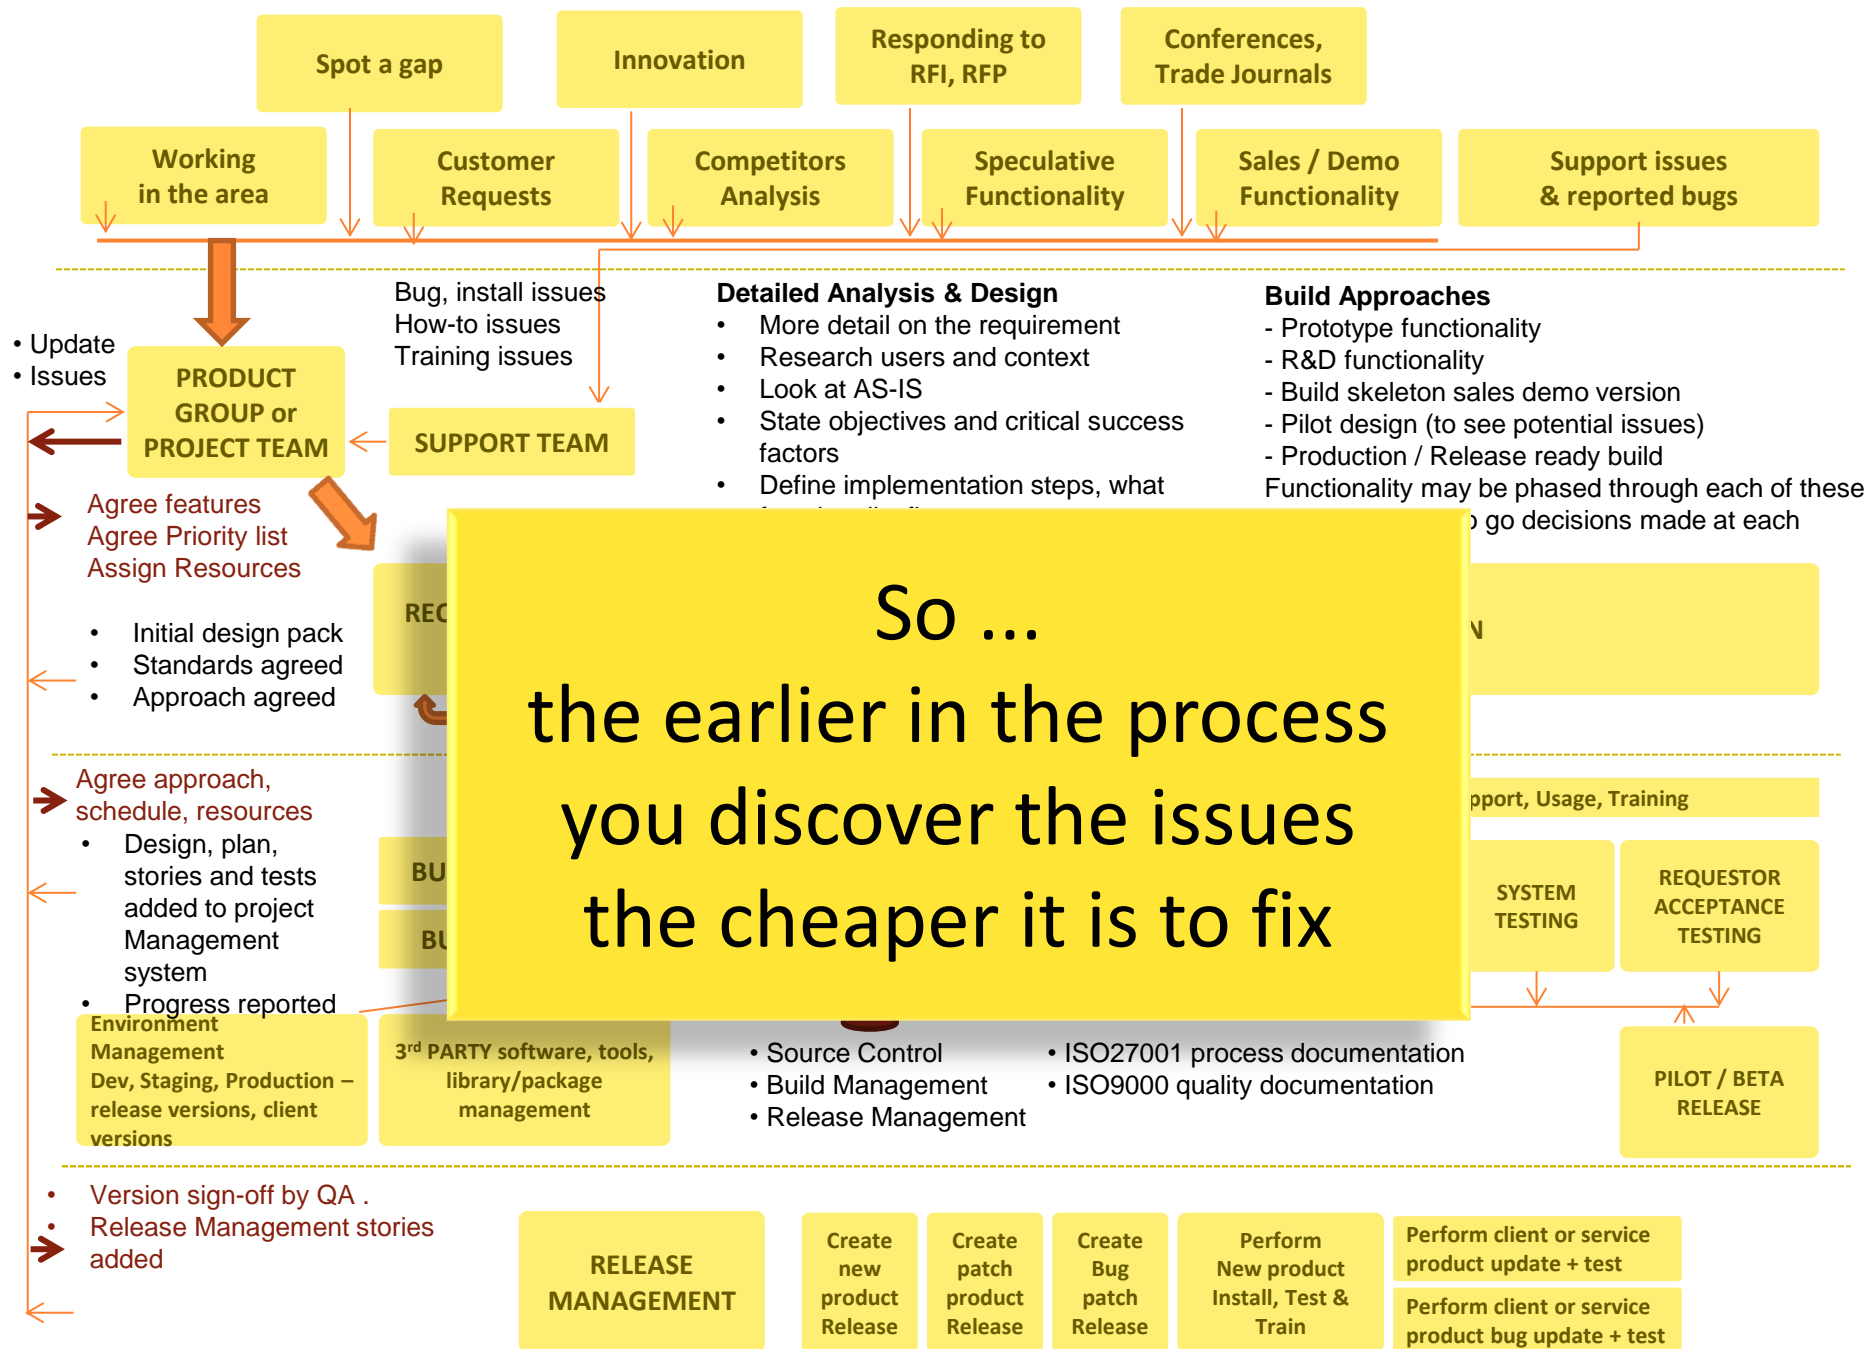 Spot a gap
Innovation
Responding to
RFI, RFP
Conferences,
Trade Journals
Working
in the area
Customer
Requests
Competitors
Analysis
Speculative
Functionality
Sales / Demo
Functionality
Support issues
& reported bugs
Bug, install issues
How-to issues
Training issues
Detailed Analysis & Design
• More detail on the requirement
• Research users and context
• Look at AS-IS
• State objectives and critical success
factors
• Define implementation steps, what
Build Approaches
- Prototype functionality
- R&D functionality
- Build skeleton sales demo version
- Pilot design (to see potential issues)
- Production / Release ready build
Functionality may be phased through each of these
go decisions made at each
• Update
• Issues
PRODUCT
GROUP or
PROJECT TEAM
SUPPORT TEAM
Agree features
Agree Priority list
Assign Resources
• Initial design pack
• Standards agreed
• Approach agreed
So ...
the earlier in the process
you discover the issues
the cheaper it is to fix
Agree approach,
schedule, resources
• Design, plan,
stories and tests
added to project
Management
system
• Progress reported
Usage, Training
SYSTEM
TESTING
REQUESTOR
ACCEPTANCE
TESTING
Environment
Management
Dev, Staging, Production –
release versions, client
versions
3rd PARTY software, tools,
library/package
management
• Source Control
• Build Management
• Release Management
• ISO27001 process documentation
• ISO9000 quality documentation
PILOT / BETA
RELEASE
• Version sign-off by QA .
• Release Management stories
added
RELEASE
MANAGEMENT
Create
new
product
Release
Create
patch
product
Release
Create
Bug
patch
Release
Perform
New product
Install, Test &
Train
Perform client or service
product update + test
Perform client or service
product bug update + test